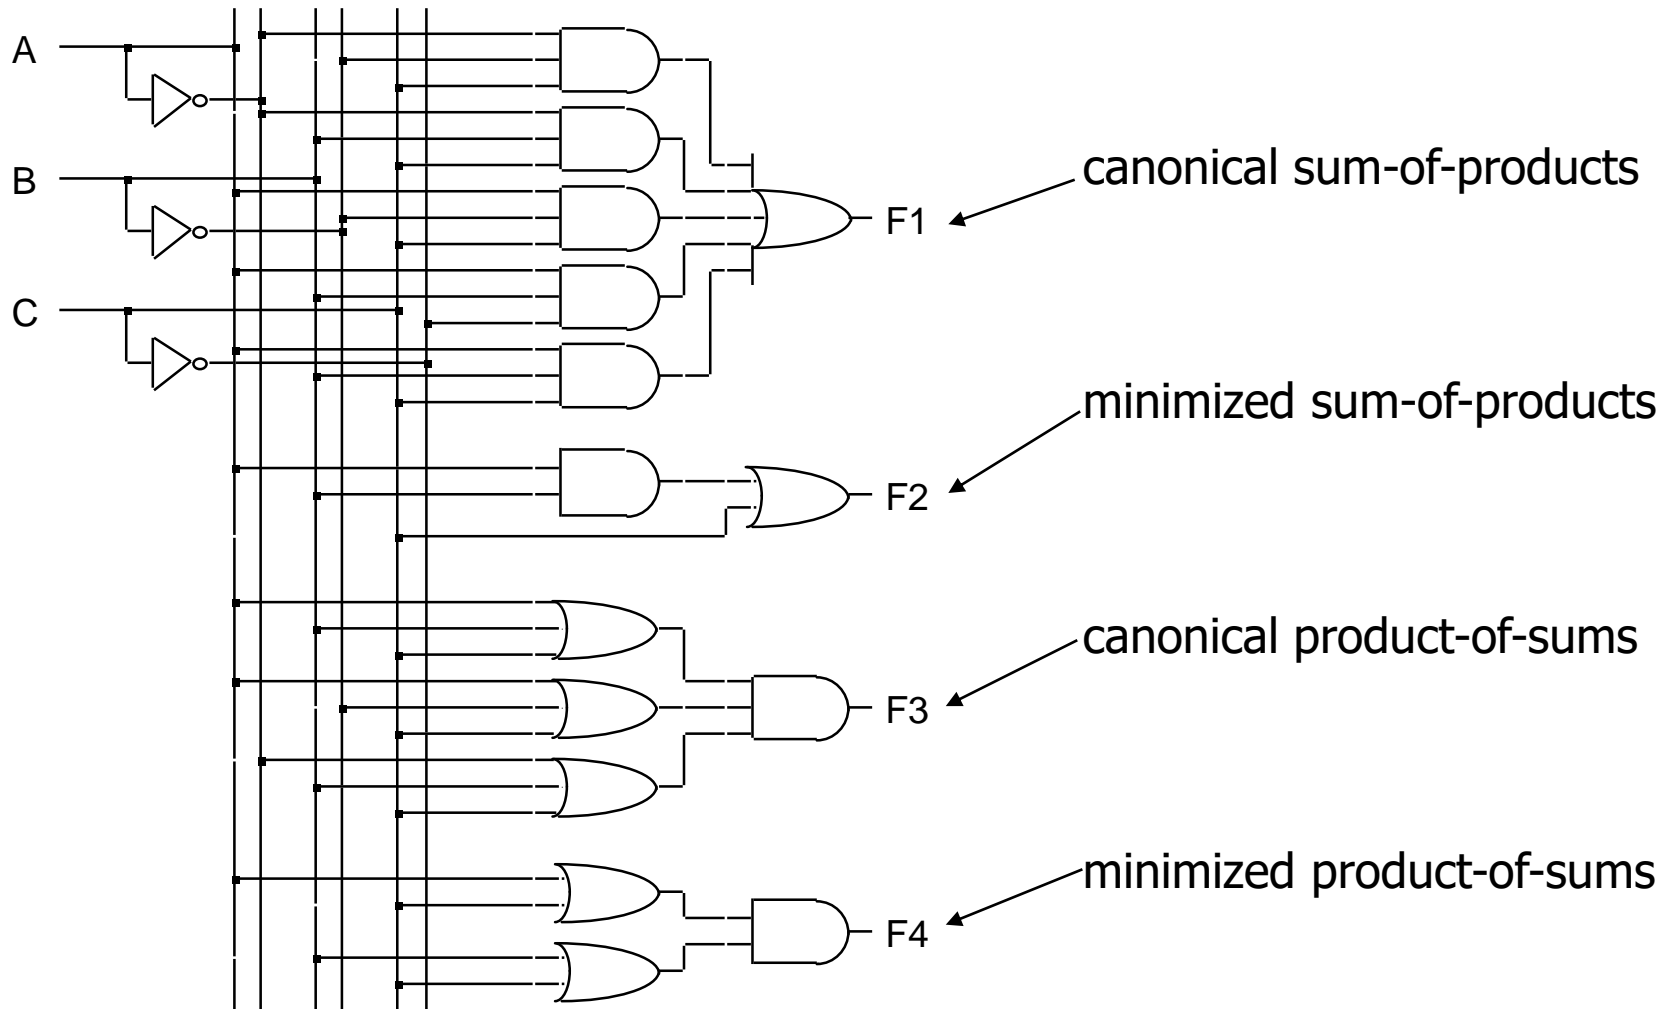 A
B
C
F1
canonical sum-of-products
F2
minimized sum-of-products
F3
canonical product-of-sums
F4
minimized product-of-sums